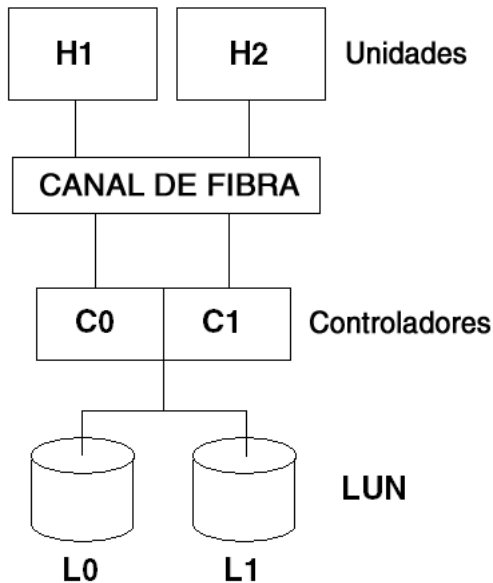 H1 H2 Unidades
CANAL DE FIBRA
C0 C1 Controladores
LUN
L0 L1